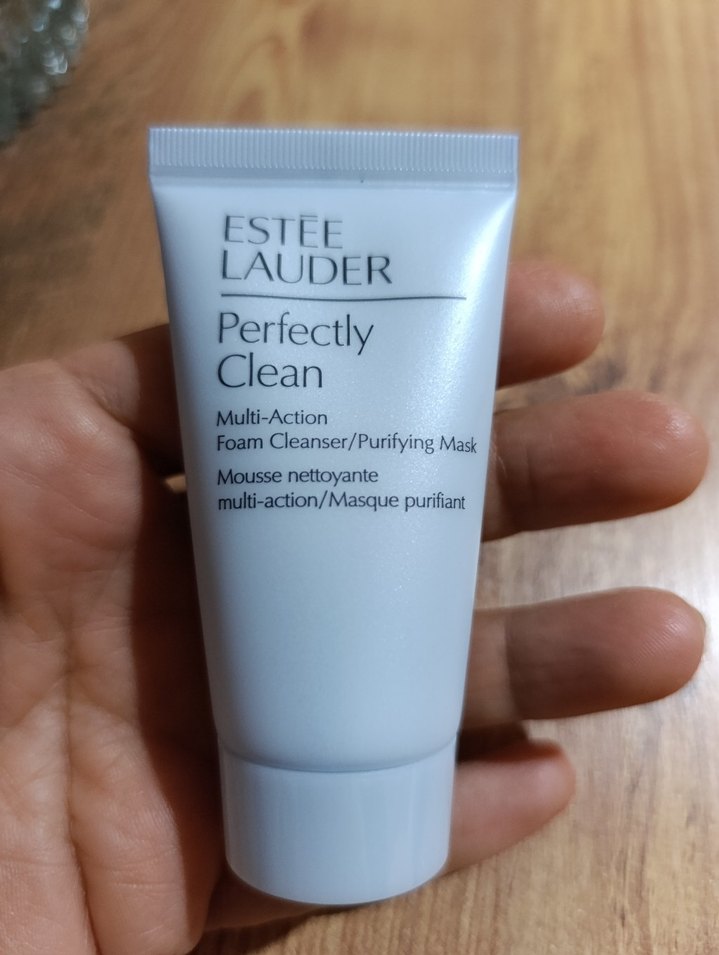 ESTĒE
LAUDER
Perfectly
Clean
Multi-Action
Foam Cleanser/Purifying Mask
Mousse nettoyante
multi-action/Masque purifiant